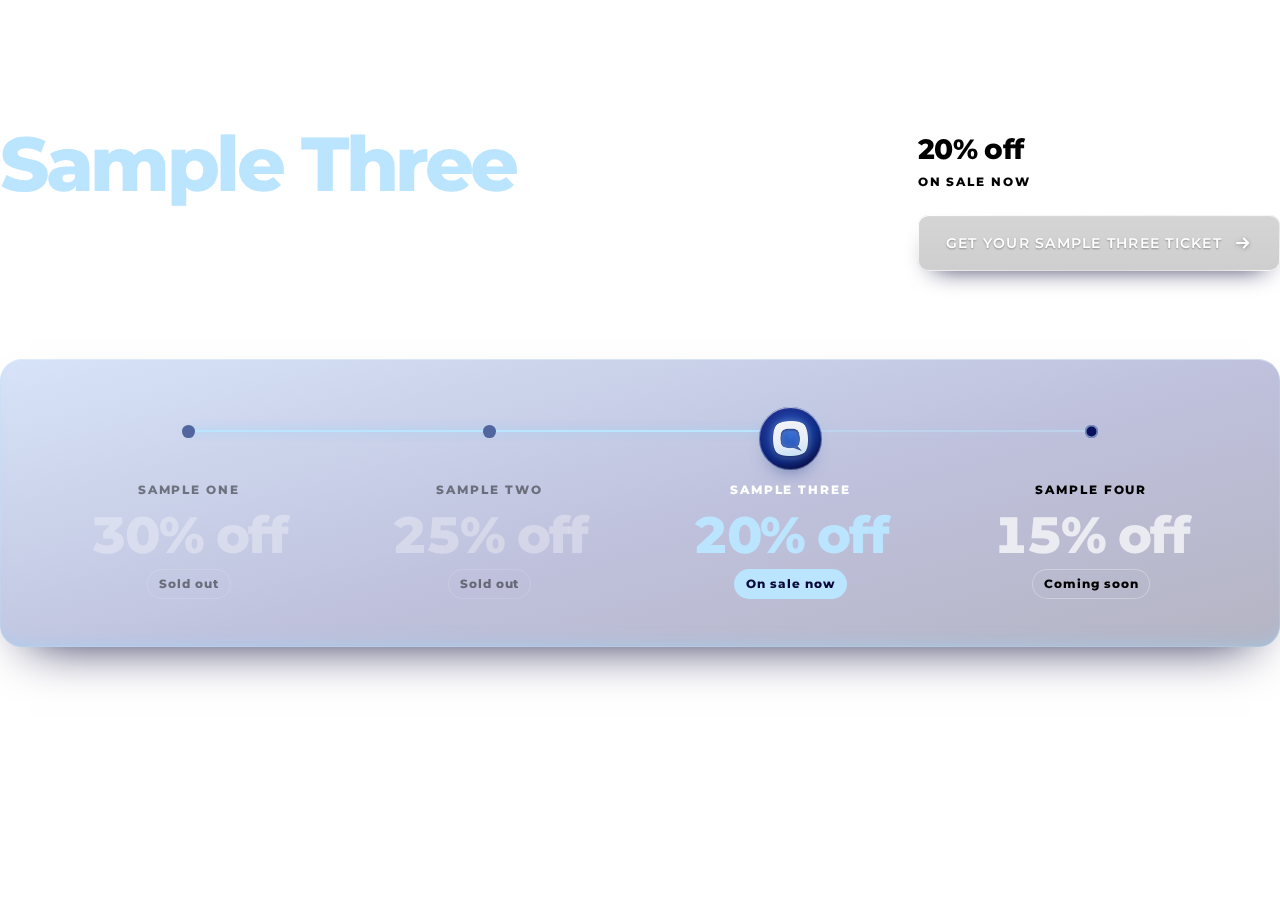 Sample Three
20% off
ON SALE NOW
GET YOUR SAMPLE THREE TICKET
SAMPLE ONE
30% off
Sold out
SAMPLE TWO
25% off
Sold out
SAMPLE THREE
20% off
On sale now
SAMPLE FOUR
15% off
Coming soon